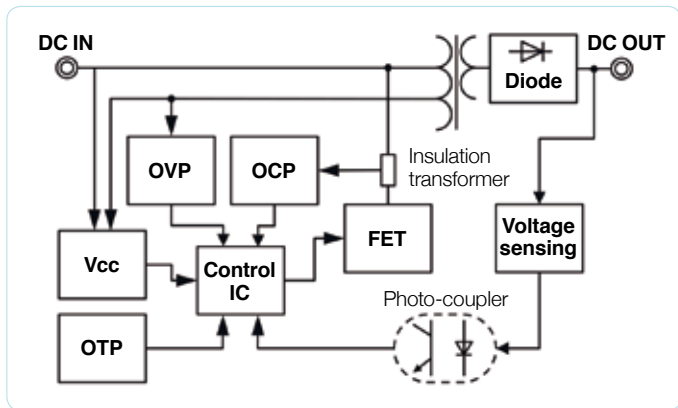 DC IN
DC OUT
Diode
OVP
OCP
Insulation
transformer
Vcc
Control
IC
FET
Voltage
sensing
OTP
Photo-coupler